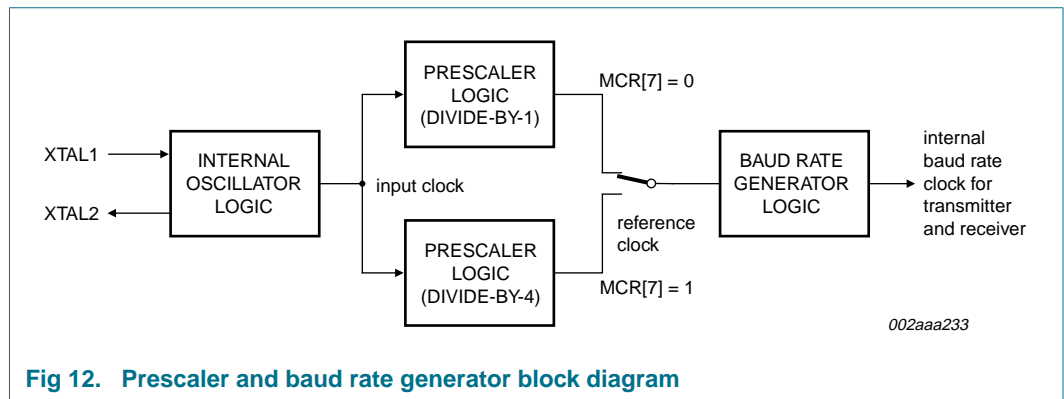 XTAL1
XTAL2
INTERNAL
OSCILLATOR
LOGIC
input clock
PRESCALER
LOGIC
(DIVIDE-BY-1)
MCR[7] = 0
PRESCALER
LOGIC
(DIVIDE-BY-4)
reference
clock
MCR[7] = 1
BAUD RATE
GENERATOR
LOGIC
internal
baud rate
clock for
transmitter
and receiver
002aaa233
Fig 12. Prescaler and baud rate generator block diagram